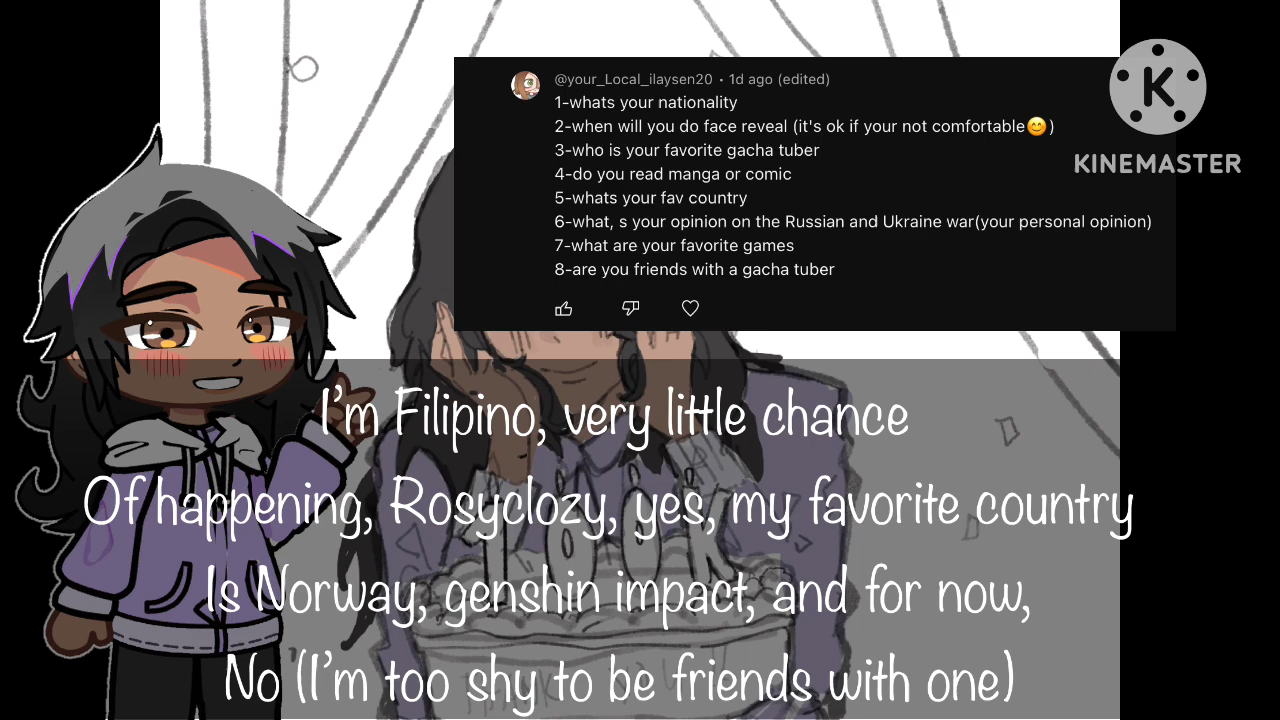 @your_Local_ilaysen20 • 1d ago (edited)
1-whats your nationality
2-when will you do face reveal (it's ok if your not comfortable😊)
3-who is your favorite gacha tuber
4-do you read manga or comic
5-whats your fav country
6-what, s your opinion on the Russian and Ukraine war(your personal opinion)
7-what are your favorite games
8-are you friends with a gacha tuber
K
KINEMASTER
I'm Filipino, very little chance
Of happening, Rosyclozy, yes, my favorite country
Is Norway, genshin impact, and for now,
No (I'm too shy to be friends with one)
100K